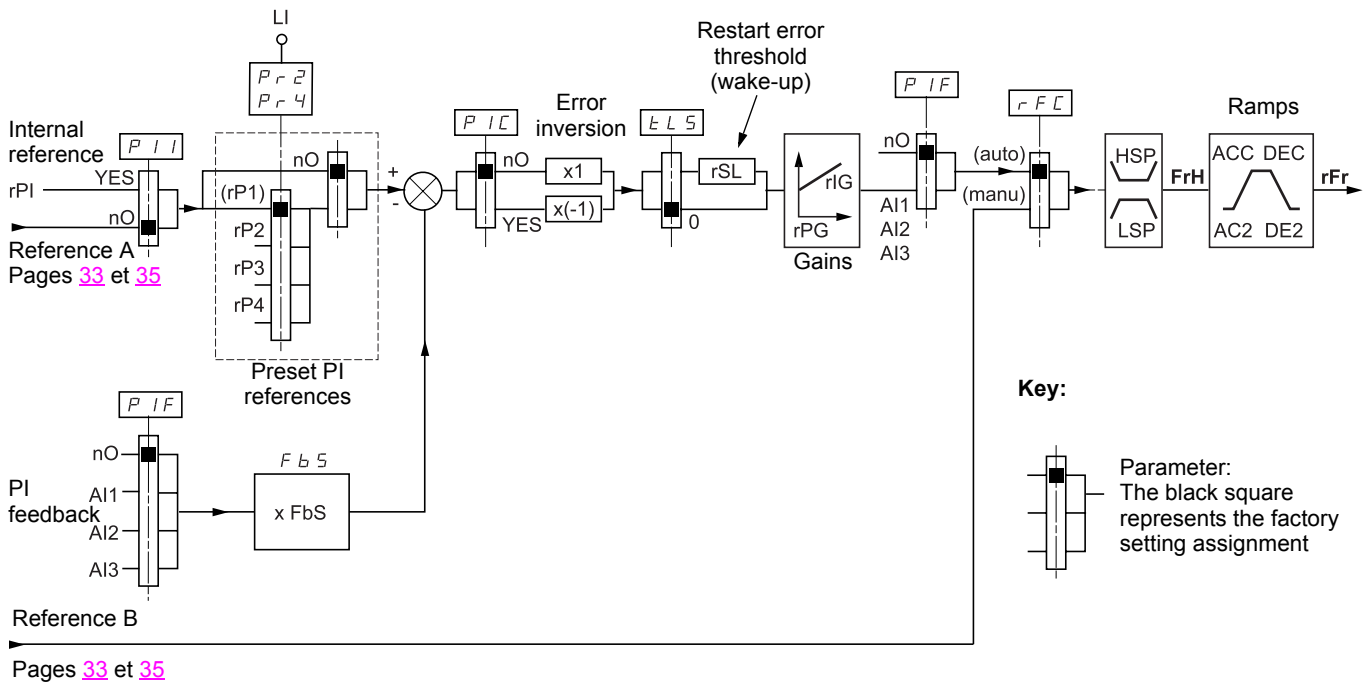 LI
Pr2
Pr4
Restart error
threshold
(wake-up)
PIF
rFC
Ramps
Internal
reference
PII
Error
inversion
PIC
tLS
nO
YES
rPI
nO
(rP1)
rP2
rP3
rP4
+
-
nO
x1
YES
x(-1)
rSL
0
rIG
rPG
Gains
nO
AI1
AI2
AI3
(auto)
(manu)
HSP
LSP
FrH
ACC DEC
AC2 DE2
rFr
Reference A
Pages 33 et 35
Preset PI
references
PIF
FbS
Key:
nO
AI1
AI2
AI3
PI
feedback
x FbS
Parameter:
The black square
represents the factory
setting assignment
Reference B
Pages 33 et 35